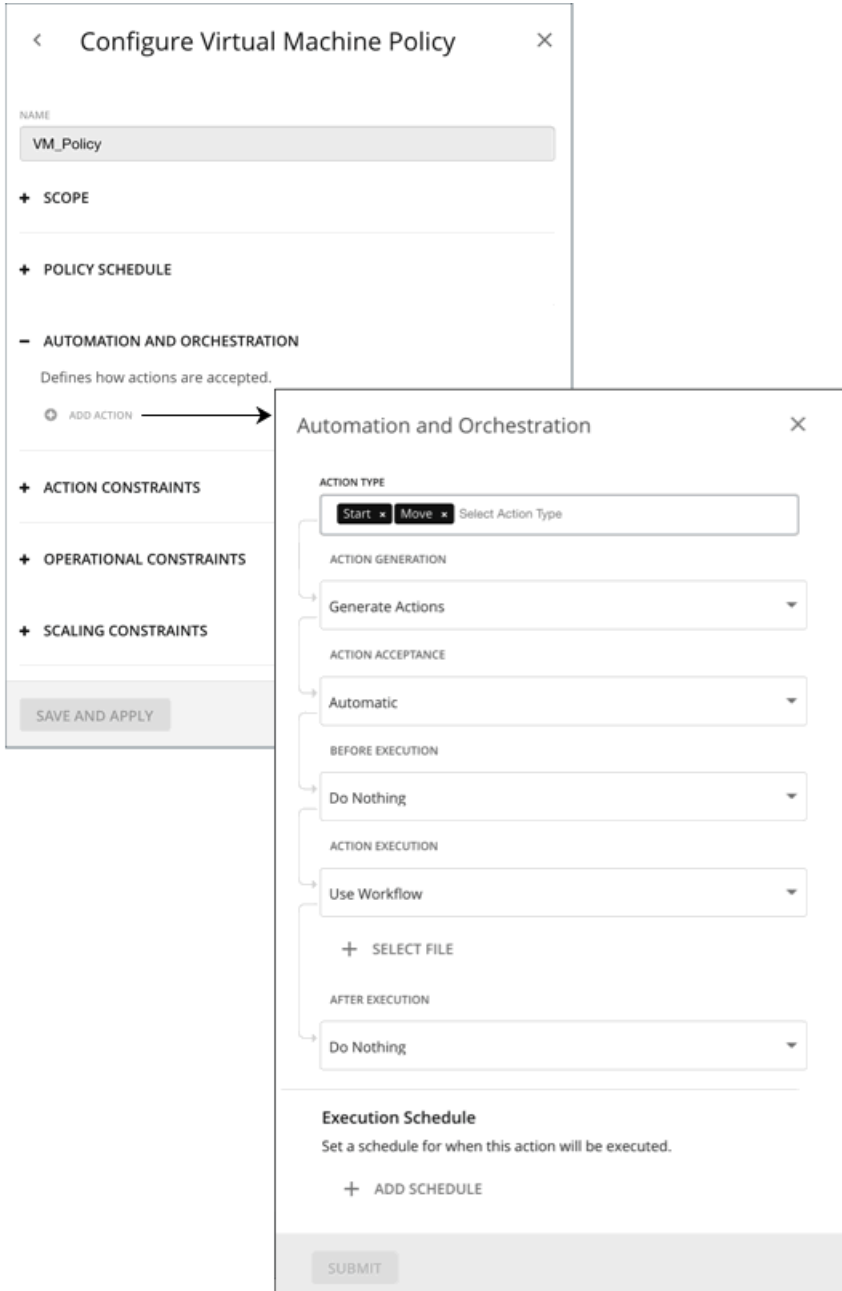 Configure Virtual Machine Policy
NAME
VM_Policy
SCOPE
POLICY SCHEDULE
AUTOMATION AND ORCHESTRATION
Defines how actions are accepted.
ADD ACTION
ACTION CONSTRAINTS
OPERATIONAL CONSTRAINTS
SCALING CONSTRAINTS
SAVE AND APPLY
Automation and Orchestration
ACTION TYPE
Start × Move × Select Action Type
ACTION GENERATION
Generate Actions
ACTION ACCEPTANCE
Automatic
BEFORE EXECUTION
Do Nothing
ACTION EXECUTION
Use Workflow
SELECT FILE
AFTER EXECUTION
Do Nothing
Execution Schedule
Set a schedule for when this action will be executed.
ADD SCHEDULE
SUBMIT